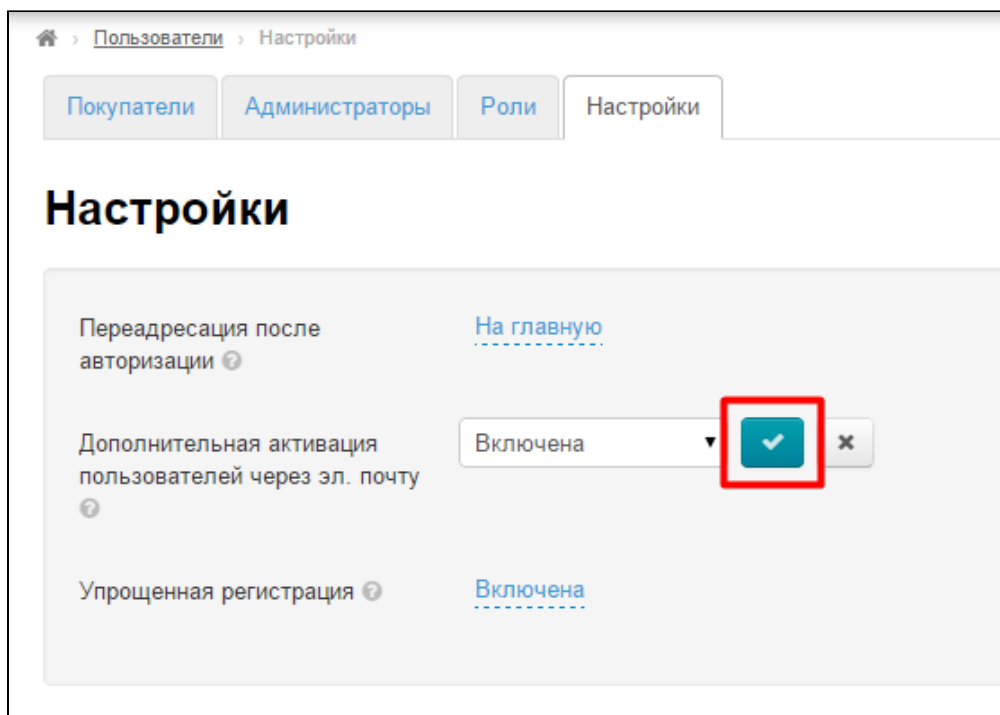 Пользователи › Настройки
Покупатели Администраторы Роли Настройки
Настройки
Переадресация после
авторизации ?
На главную
Дополнительная активация
пользователей через эл. почту
?
Включена
Упрощенная регистрация ?
Включена